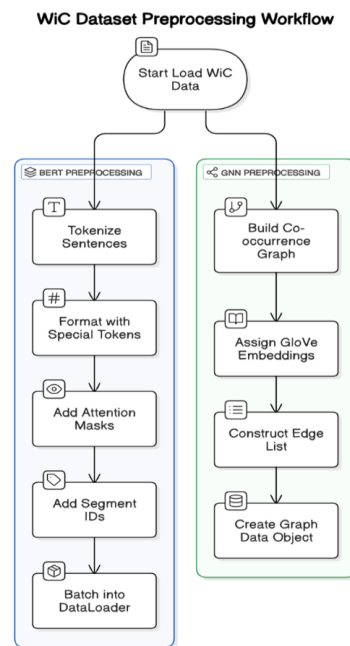 WiC Dataset Preprocessing Workflow
Start Load WiC
Data
BERT PREPROCESSING
T
Tokenize
Sentences
#
Format with
Special Tokens
Add Attention
Masks
Add Segment
IDs
Batch into
DataLoader
GNN PREPROCESSING
Build Co-
occurrence
Graph
Assign GloVe
Embeddings
Construct Edge
List
Create Graph
Data Object